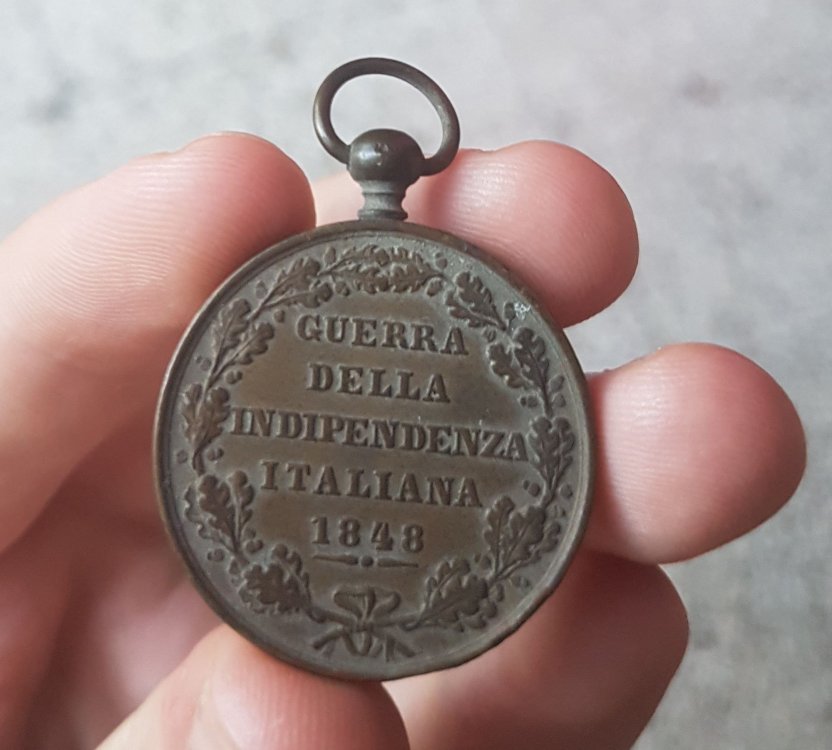 GUERRA
DELLA
INDIPENDENZA
ITALIANA
1848